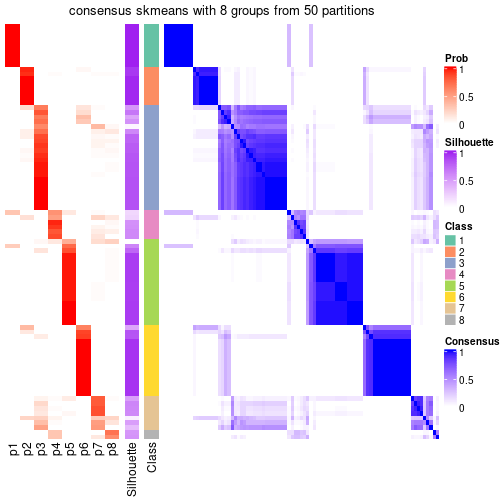 consensus skmeans with 8 groups from 50 partitions
Prob
1
0.5
0
Silhouette
1
0.5
0
Class
1
2
3
4
5
6
7
8
Consensus
1
0.5
0
p1
p2
p3
p4
p5
p6
p7
p8
Silhouette
Class